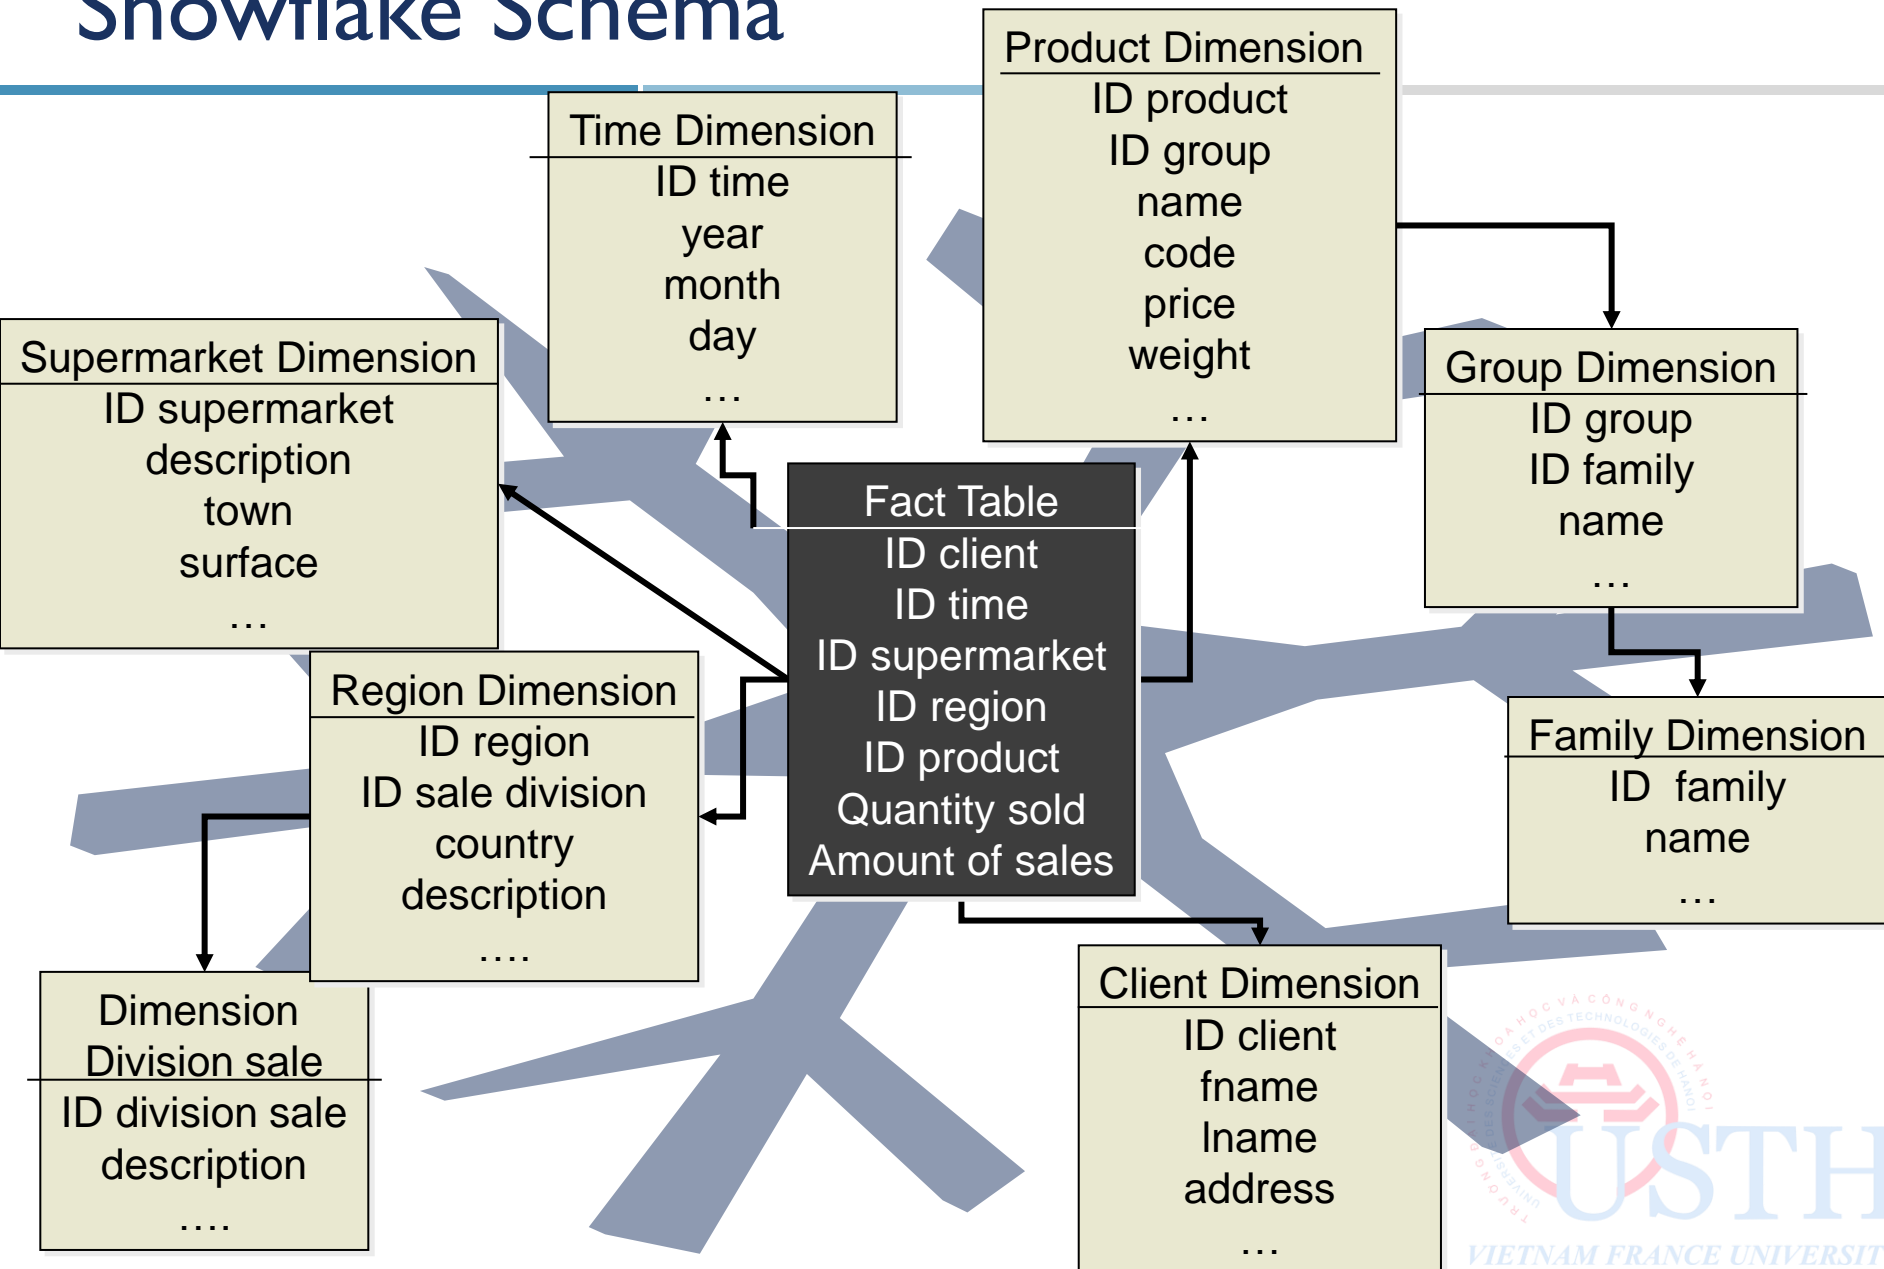 Snowflake Schema
Product Dimension
ID product
ID group
name
code
price
weight
…
Time Dimension
ID time
year
month
day
…
Supermarket Dimension
ID supermarket
description
town
surface
…
Group Dimension
ID group
ID family
name
…
Fact Table
ID client
ID time
ID supermarket
ID region
ID product
Quantity sold
Amount of sales
Region Dimension
ID region
ID sale division
country
description
….
Family Dimension
ID family
name
…
Dimension
Division sale
ID division sale
description
….
Client Dimension
ID client
fname
lname
address
…
USTH
VIETNAM FRANCE UNIVERSIT